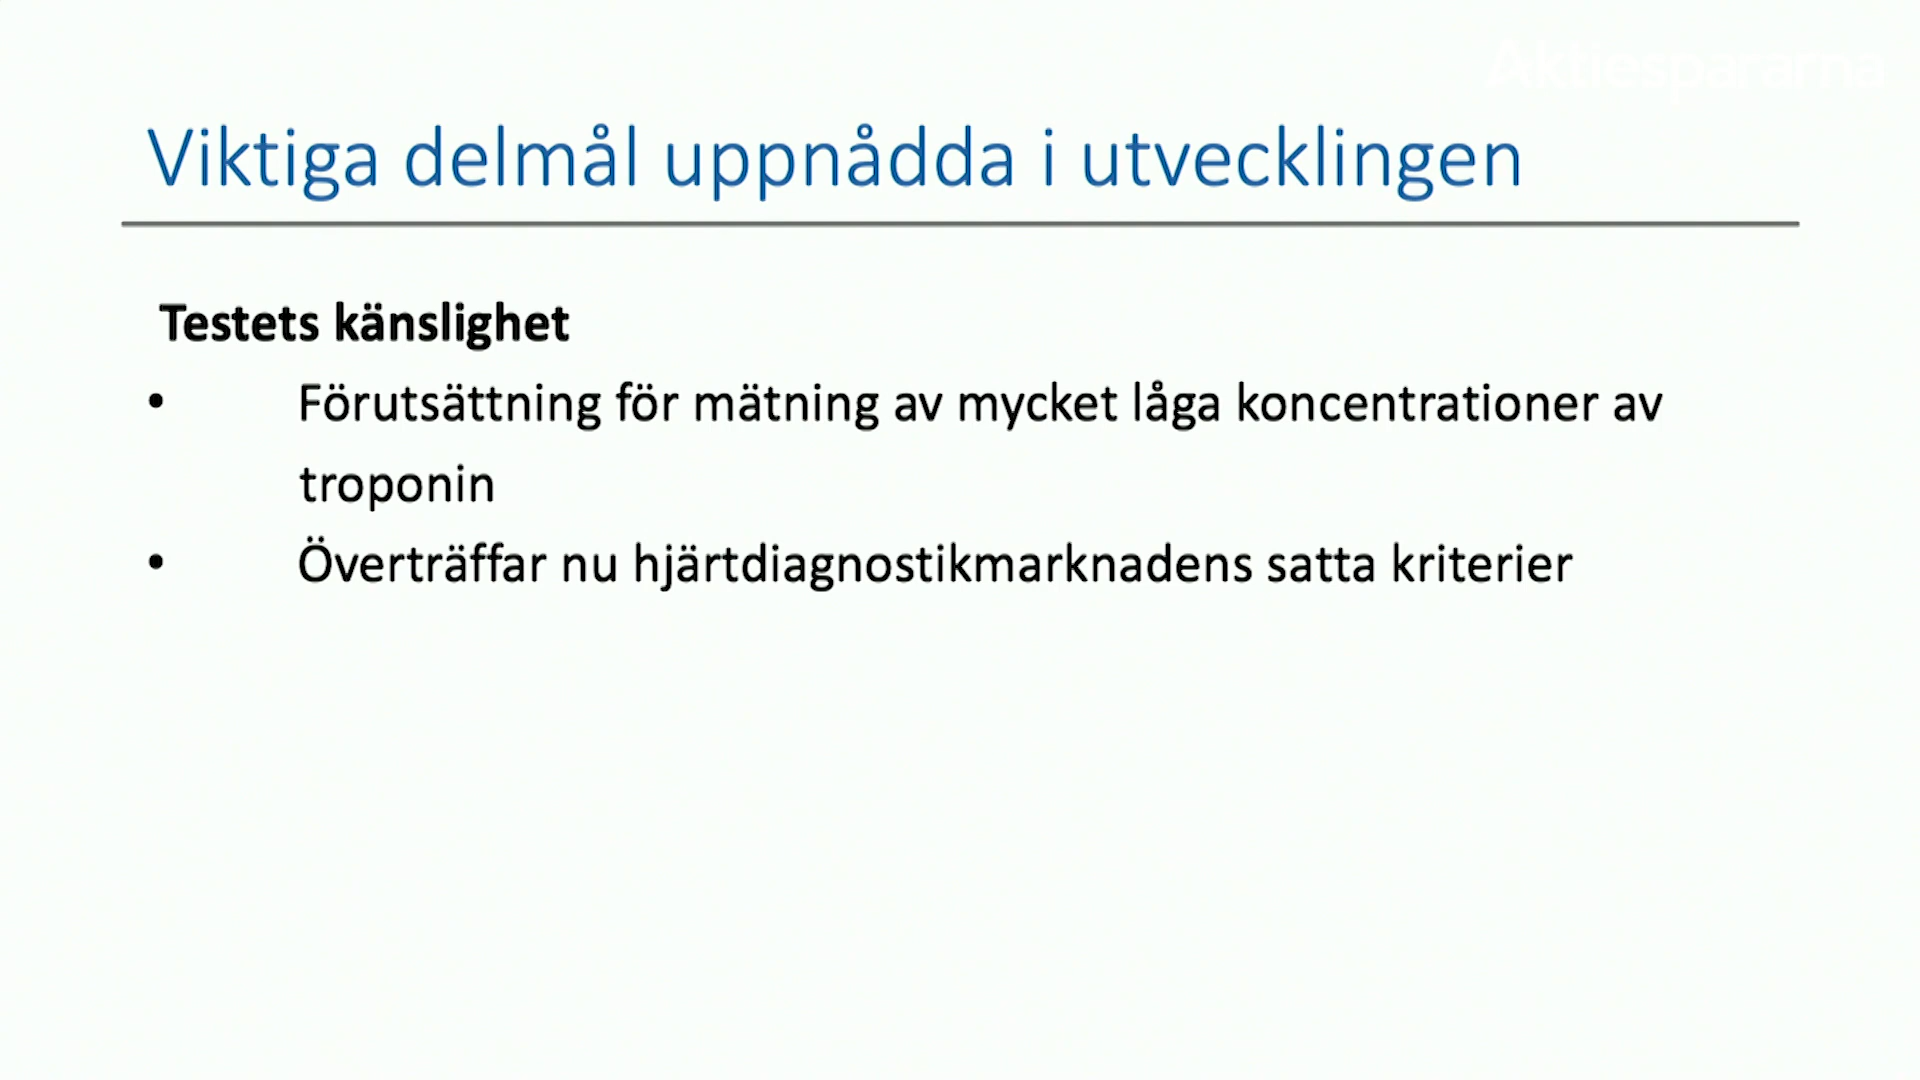 Aktiespararna
Viktiga delmål uppnådda i utvecklingen
Testets känslighet
• Förutsättning för mätning av mycket låga koncentrationer av
troponin
• Överträffar nu hjärtdiagnostikmarknadens satta kriterier